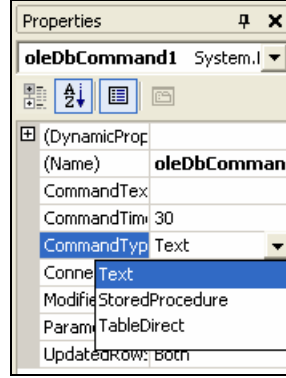 Properties
oleDbCommand1 System.I
(DynamicProp
(Name) oleDbComman
CommandTex
CommandTim 30
CommandTyp Text
Conne Text
Modifie StoredProcedure
Param TableDirect
UpdatedRow Both